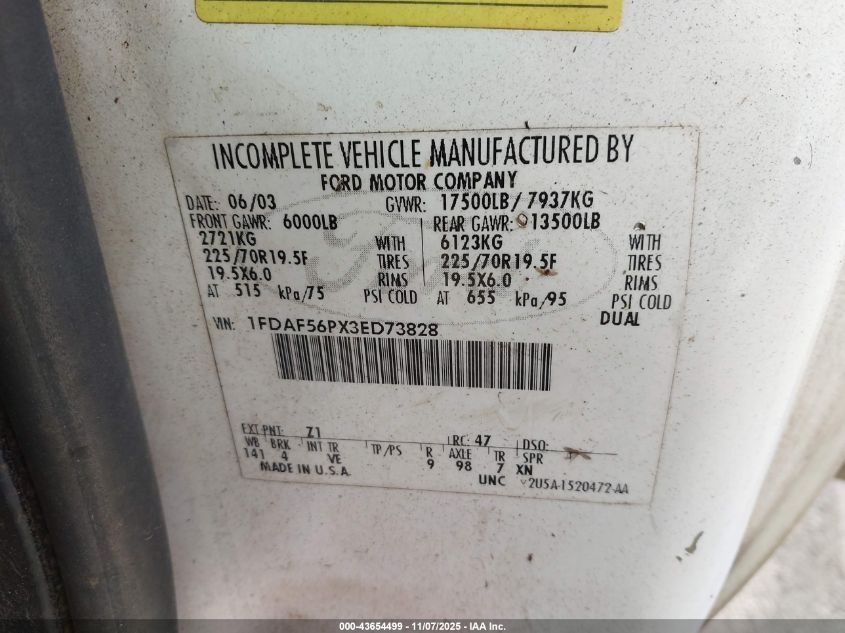 INCOMPLETE VEHICLE MANUFACTURED BY
FORD MOTOR COMPANY
DATE: 06/03 GVWR: 17500LB/ 7937KG
FRONT GAWR: 6000LB REAR GAWR: 13500LB
2721KG WITH 6123KG WITH
225/70R19.5F TIRES 225/70R19.5F TIRES
19.5X6.0 RIMS 19.5X6.0 RIMS
AT 515 kPa/75 PSI COLD AT 655 kPa/95 PSI COLD
DUAL
VIN: 1FDAF56PX3ED73828
EXT PNT: Z1 RC: 47 DSO:
WB BRK INT TR TP/PS R AXLE TR SPR
141 4 VE 9 98 7 XN
MADE IN U.S.A. UNC 2U5A-1520472-AA
000-43654499 - 11/07/2025 - IAA Inc.